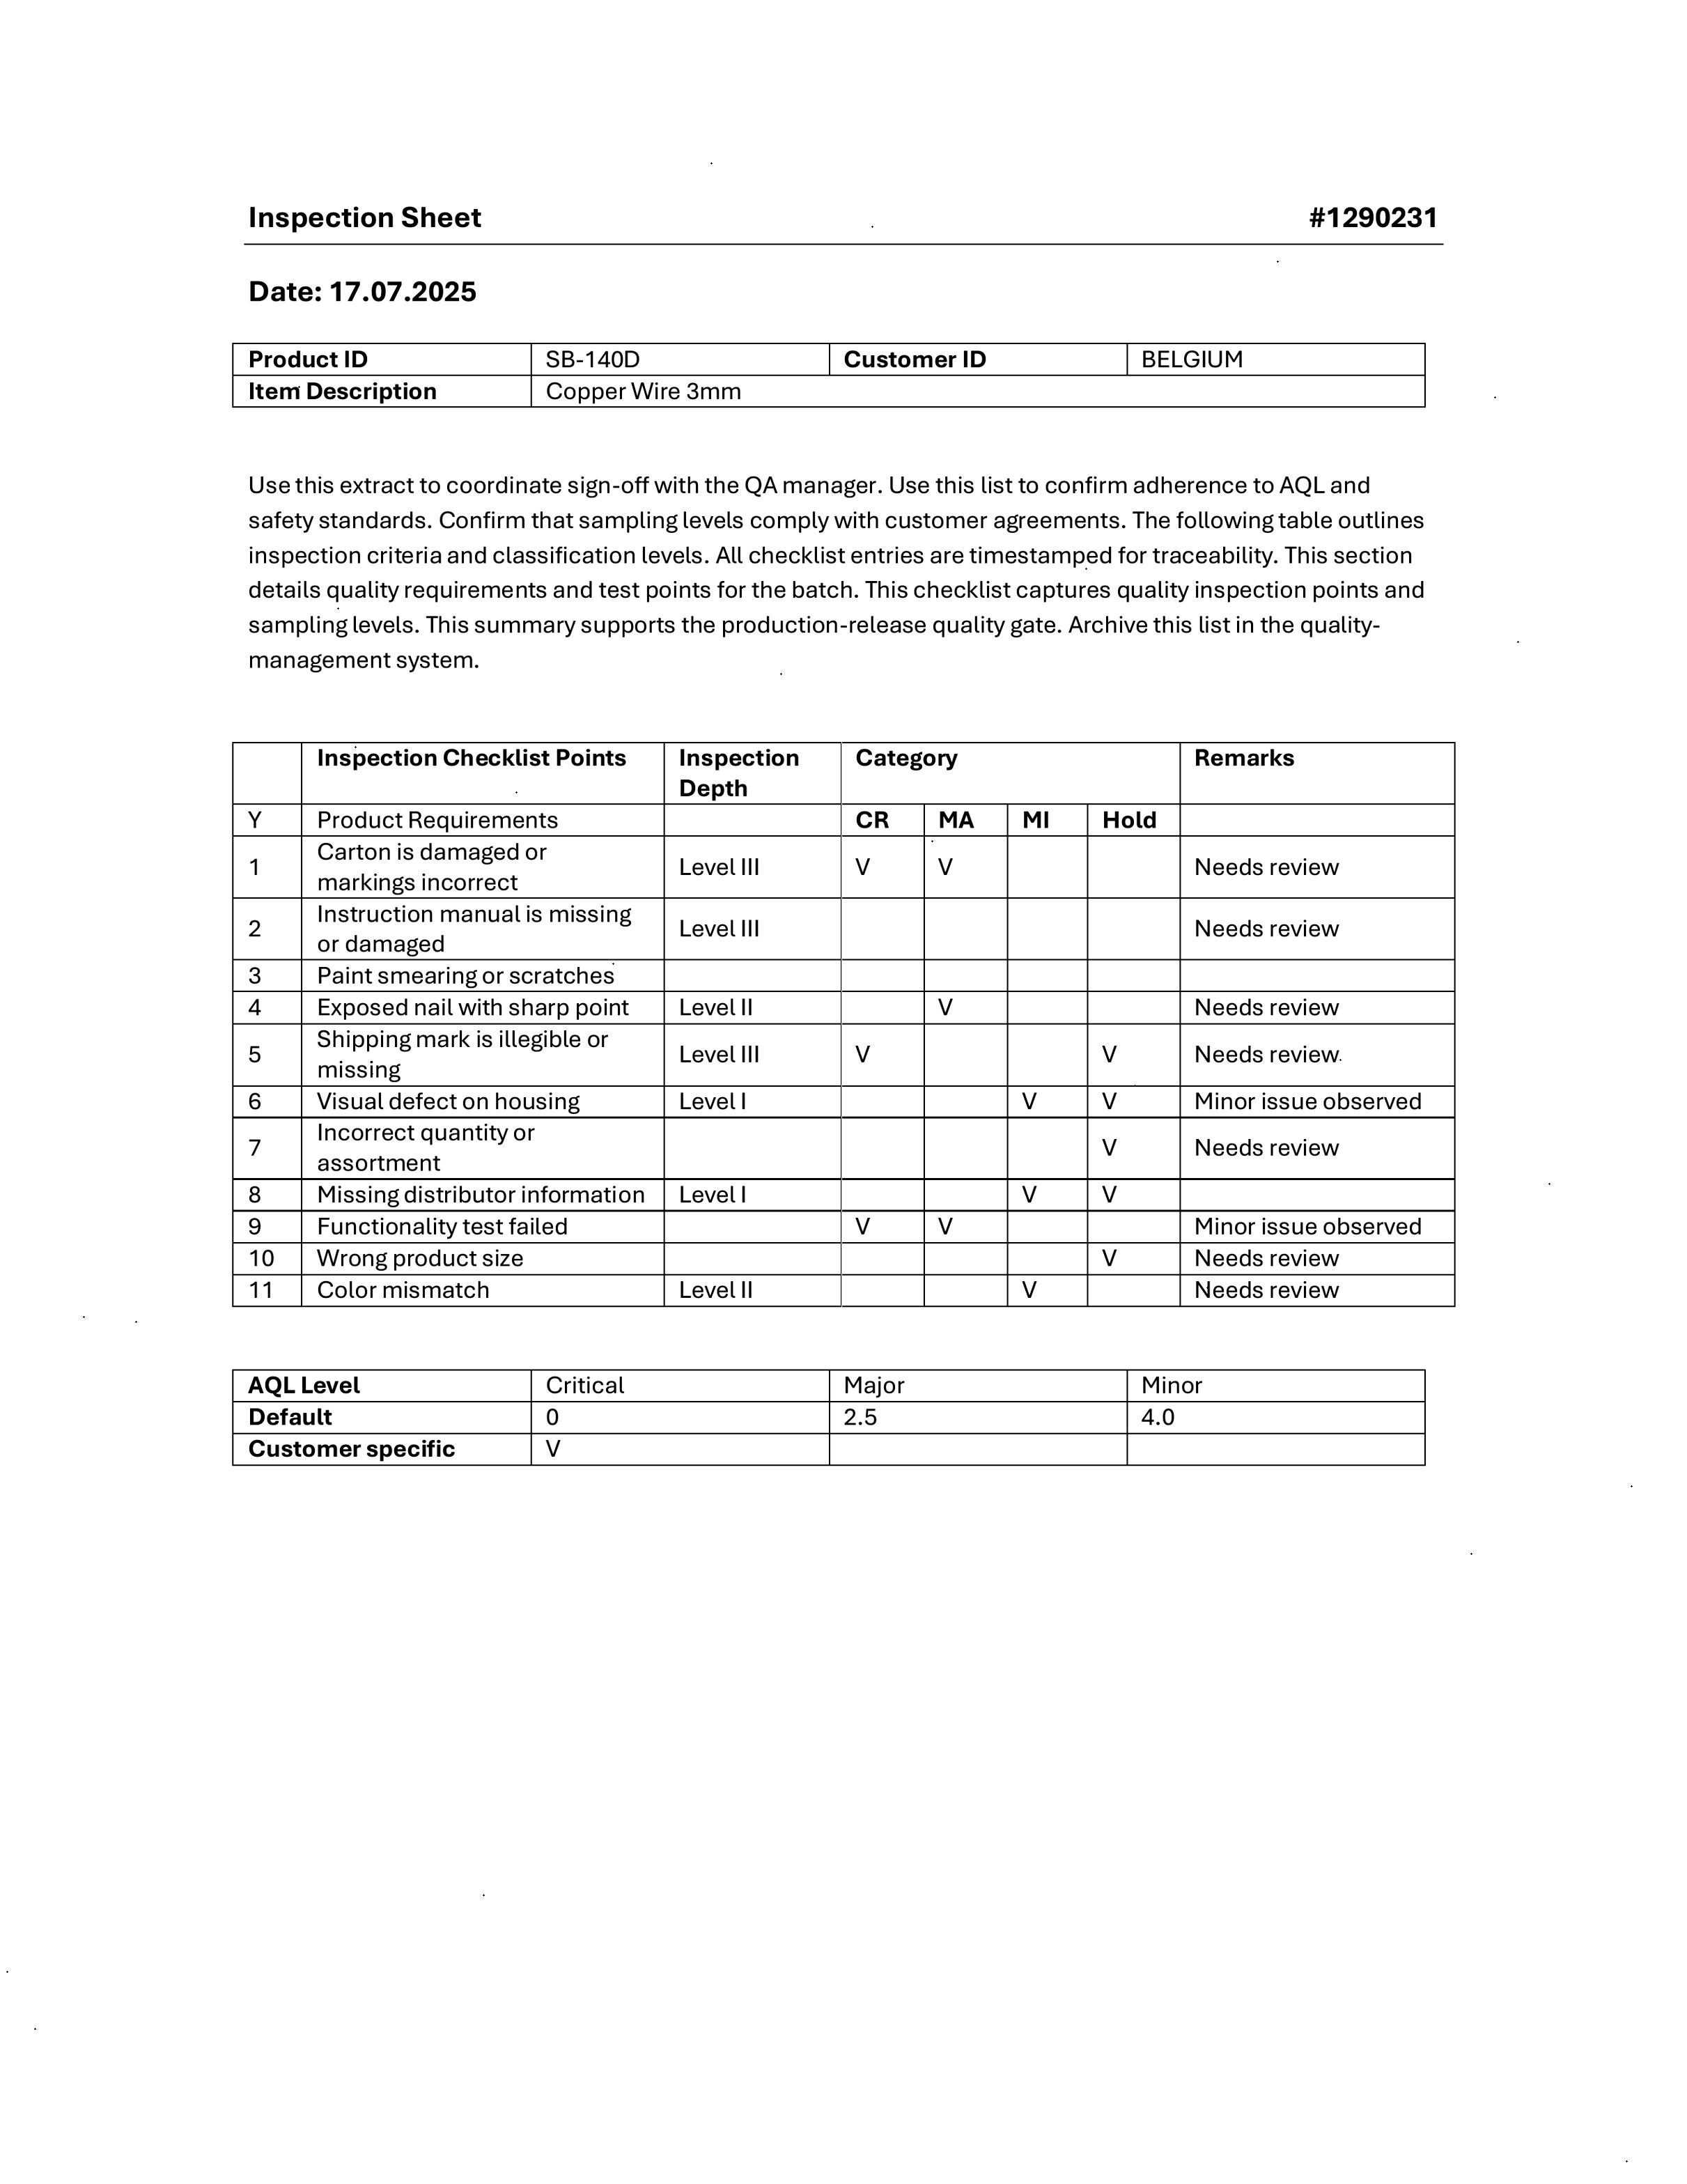 Inspection Sheet #1290231
Date: 17.07.2025
Product ID SB-140D Customer ID BELGIUM
Item Description Copper Wire 3mm
Use this extract to coordinate sign-off with the QA manager. Use this list to confirm adherence to AQL and
safety standards. Confirm that sampling levels comply with customer agreements. The following table outlines
inspection criteria and classification levels. All checklist entries are timestamped for traceability. This section
details quality requirements and test points for the batch. This checklist captures quality inspection points and
sampling levels. This summary supports the production-release quality gate. Archive this list in the quality-
management system.
Inspection Checklist Points Inspection Category Remarks
Depth
Y Product Requirements CR MA MI Hold
Carton is damaged or
1 Level III V V Needs review
markings incorrect
Instruction manual is missing
2 Level III Needs review
or damaged
3 Paint smearing or scratches
4 Exposed nail with sharp point Level II V Needs review
Shipping mark is illegible or
5 Level III V V Needs review
missing
6 Visual defect on housing Level I V V Minor issue observed
Incorrect quantity or
7 V Needs review
assortment
8 Missing distributor information Level I V V
9 Functionality test failed V V Minor issue observed
10 Wrong product size V Needs review
11 Color mismatch Level II V Needs review
AQL Level Critical Major Minor
Default 0 2.5 4.0
Customer specific V